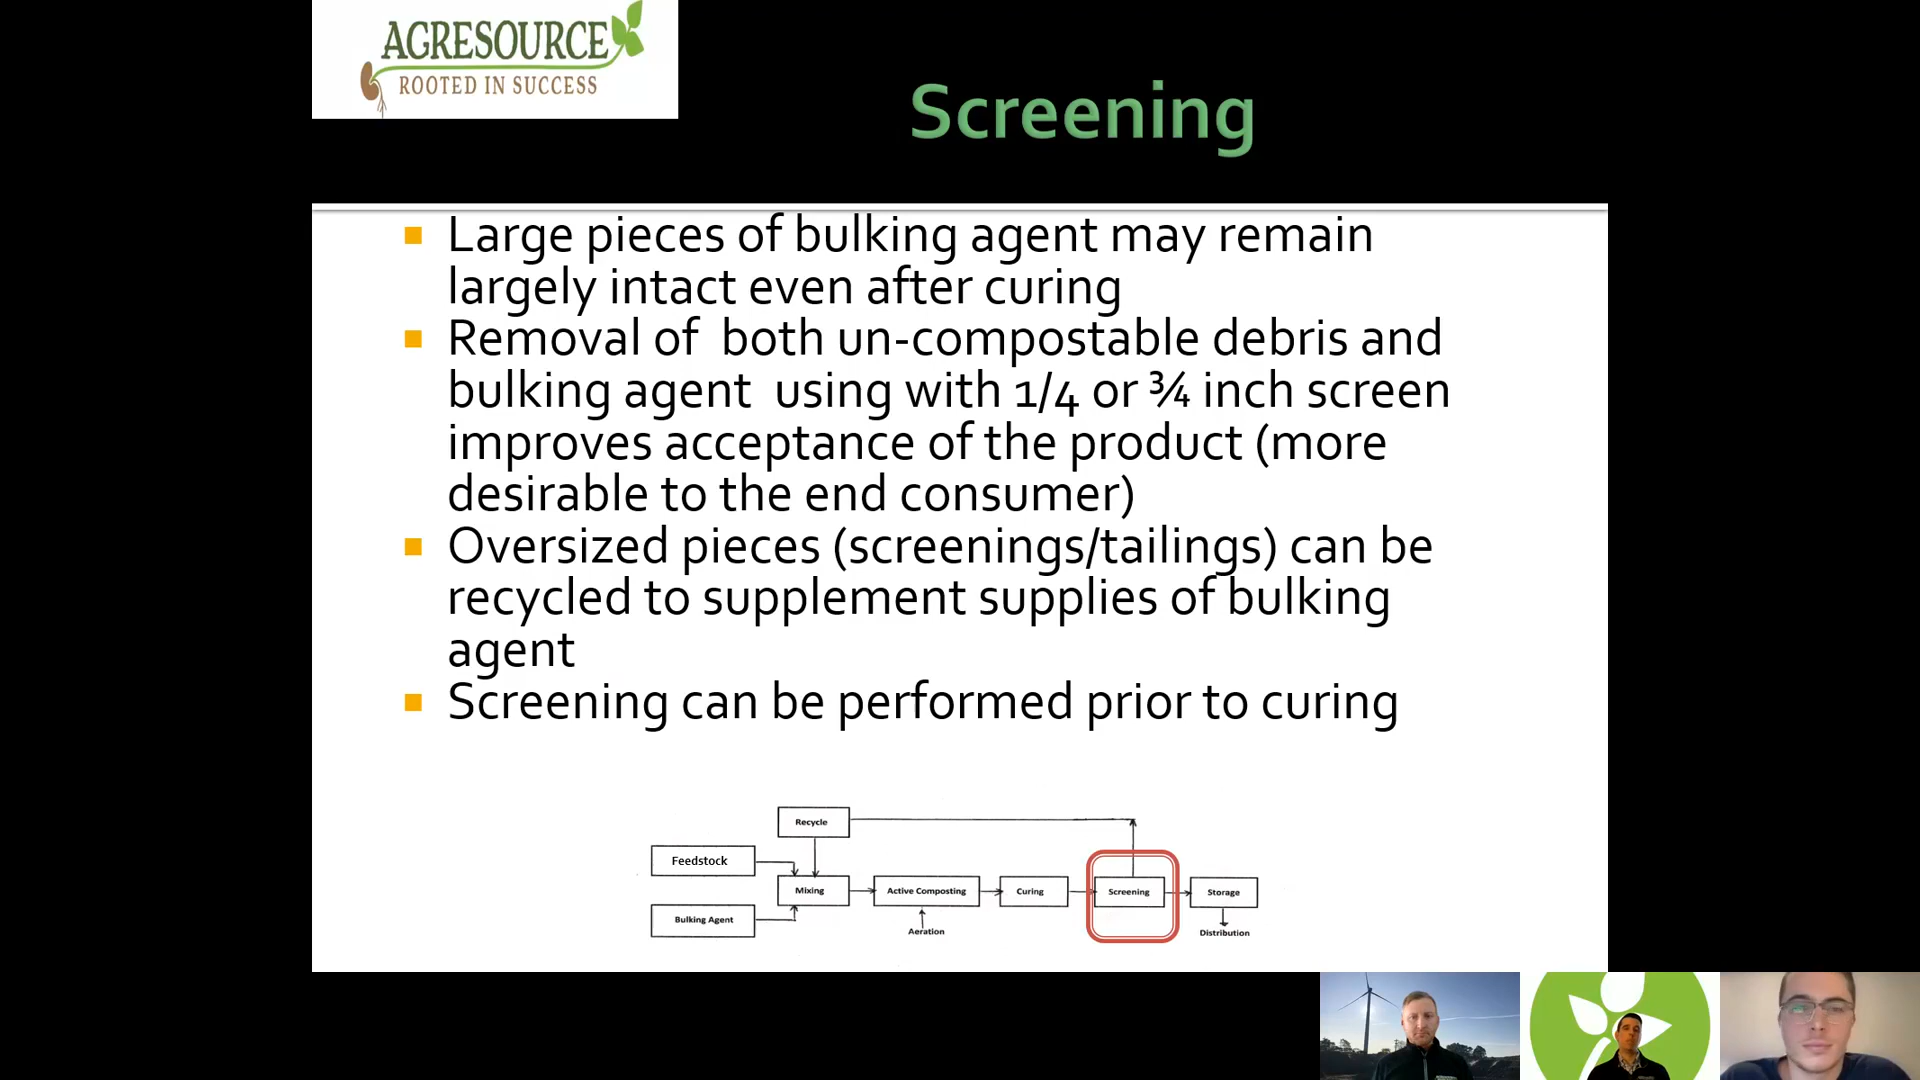 AGRESOURCE
ROOTED IN SUCCESS
Screening
Large pieces of bulking agent may remain
largely intact even after curing
Removal of  both un-compostable debris and
bulking agent  using with 1/4 or ¾ inch screen
improves acceptance of the product (more
desirable to the end consumer)
Oversized pieces (screenings/tailings) can be
recycled to supplement supplies of bulking
agent
Screening can be performed prior to curing
Recycle
Feedstock
Mixing
Active Composting
Curing
Screening
Storage
Bulking Agent
Aeration
Distribution